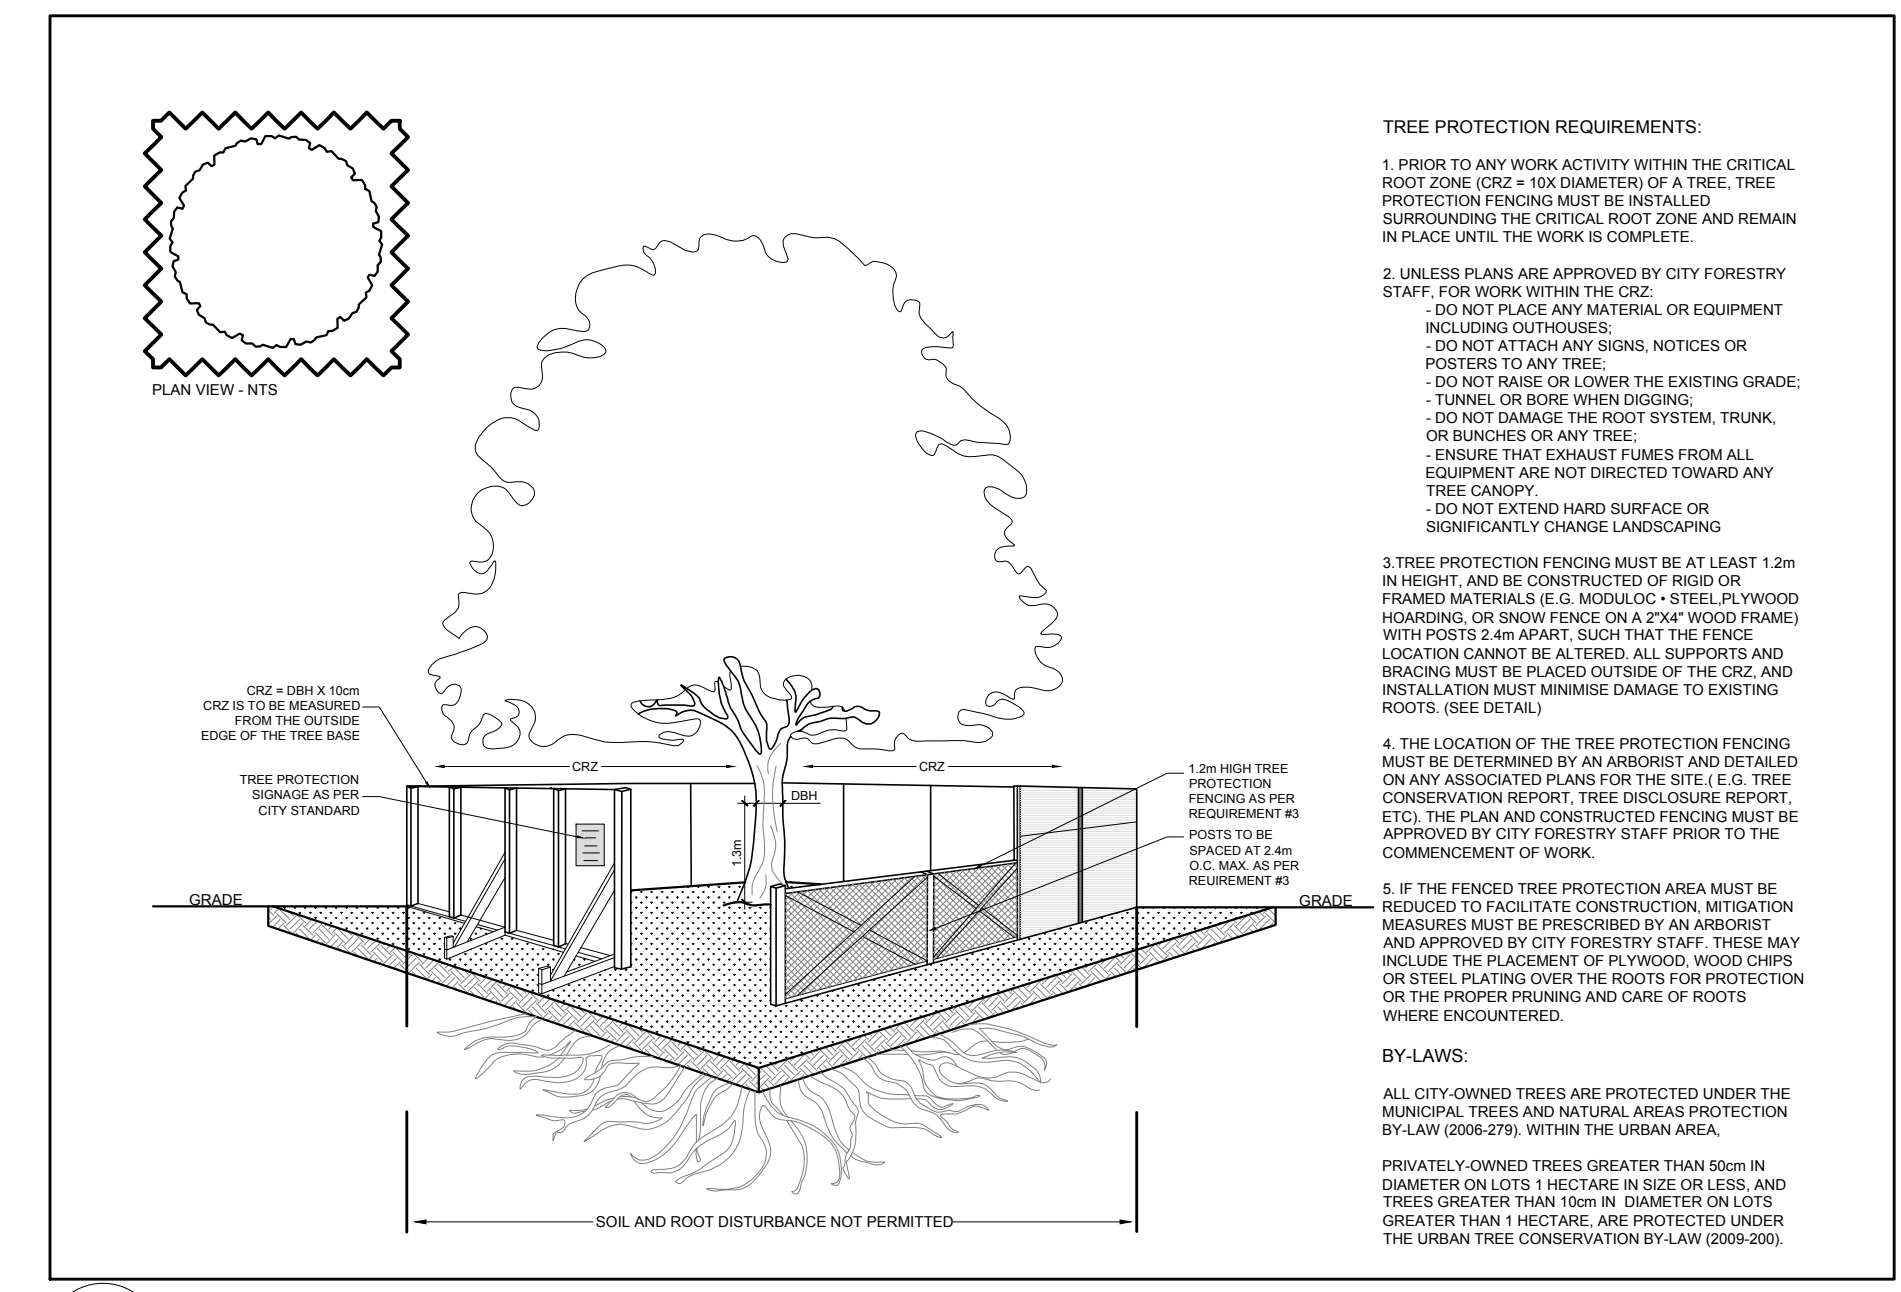 PLAN VIEW - NTS
CRZ = DBH X 10cm
CRZ IS TO BE MEASURED
FROM THE OUTSIDE
EDGE OF THE TREE BASE
TREE PROTECTION
SIGNAGE AS PER
CITY STANDARD
CRZ
CRZ
DBH
1.3m
1.2m HIGH TREE
PROTECTION
FENCING AS PER
REQUIREMENT #3
POSTS TO BE
SPACED AT 2.4m
O.C. MAX. AS PER
REUIREMENT #3
GRADE
GRADE
SOIL AND ROOT DISTURBANCE NOT PERMITTED
TREE PROTECTION REQUIREMENTS:
1. PRIOR TO ANY WORK ACTIVITY WITHIN THE CRITICAL
ROOT ZONE (CRZ = 10X DIAMETER) OF A TREE, TREE
PROTECTION FENCING MUST BE INSTALLED
SURROUNDING THE CRITICAL ROOT ZONE AND REMAIN
IN PLACE UNTIL THE WORK IS COMPLETE.
2. UNLESS PLANS ARE APPROVED BY CITY FORESTRY
STAFF, FOR WORK WITHIN THE CRZ:
- DO NOT PLACE ANY MATERIAL OR EQUIPMENT
INCLUDING OUTHOUSES;
- DO NOT ATTACH ANY SIGNS, NOTICES OR
POSTERS TO ANY TREE;
- DO NOT RAISE OR LOWER THE EXISTING GRADE;
- TUNNEL OR BORE WHEN DIGGING;
- DO NOT DAMAGE THE ROOT SYSTEM, TRUNK,
OR BUNCHES OR ANY TREE;
- ENSURE THAT EXHAUST FUMES FROM ALL
EQUIPMENT ARE NOT DIRECTED TOWARD ANY
TREE CANOPY.
- DO NOT EXTEND HARD SURFACE OR
SIGNIFICANTLY CHANGE LANDSCAPING
3.TREE PROTECTION FENCING MUST BE AT LEAST 1.2m
IN HEIGHT, AND BE CONSTRUCTED OF RIGID OR
FRAMED MATERIALS (E.G. MODULOC • STEEL,PLYWOOD
HOARDING, OR SNOW FENCE ON A 2"X4" WOOD FRAME)
WITH POSTS 2.4m APART, SUCH THAT THE FENCE
LOCATION CANNOT BE ALTERED. ALL SUPPORTS AND
BRACING MUST BE PLACED OUTSIDE OF THE CRZ, AND
INSTALLATION MUST MINIMISE DAMAGE TO EXISTING
ROOTS. (SEE DETAIL)
4. THE LOCATION OF THE TREE PROTECTION FENCING
MUST BE DETERMINED BY AN ARBORIST AND DETAILED
ON ANY ASSOCIATED PLANS FOR THE SITE.( E.G. TREE
CONSERVATION REPORT, TREE DISCLOSURE REPORT,
ETC). THE PLAN AND CONSTRUCTED FENCING MUST BE
APPROVED BY CITY FORESTRY STAFF PRIOR TO THE
COMMENCEMENT OF WORK.
5. IF THE FENCED TREE PROTECTION AREA MUST BE
REDUCED TO FACILITATE CONSTRUCTION, MITIGATION
MEASURES MUST BE PRESCRIBED BY AN ARBORIST
AND APPROVED BY CITY FORESTRY STAFF. THESE MAY
INCLUDE THE PLACEMENT OF PLYWOOD, WOOD CHIPS
OR STEEL PLATING OVER THE ROOTS FOR PROTECTION
OR THE PROPER PRUNING AND CARE OF ROOTS
WHERE ENCOUNTERED.
BY-LAWS:
ALL CITY-OWNED TREES ARE PROTECTED UNDER THE
MUNICIPAL TREES AND NATURAL AREAS PROTECTION
BY-LAW (2006-279). WITHIN THE URBAN AREA,
PRIVATELY-OWNED TREES GREATER THAN 50cm IN
DIAMETER ON LOTS 1 HECTARE IN SIZE OR LESS, AND
TREES GREATER THAN 10cm IN  DIAMETER ON LOTS
GREATER THAN 1 HECTARE, ARE PROTECTED UNDER
THE URBAN TREE CONSERVATION BY-LAW (2009-200).